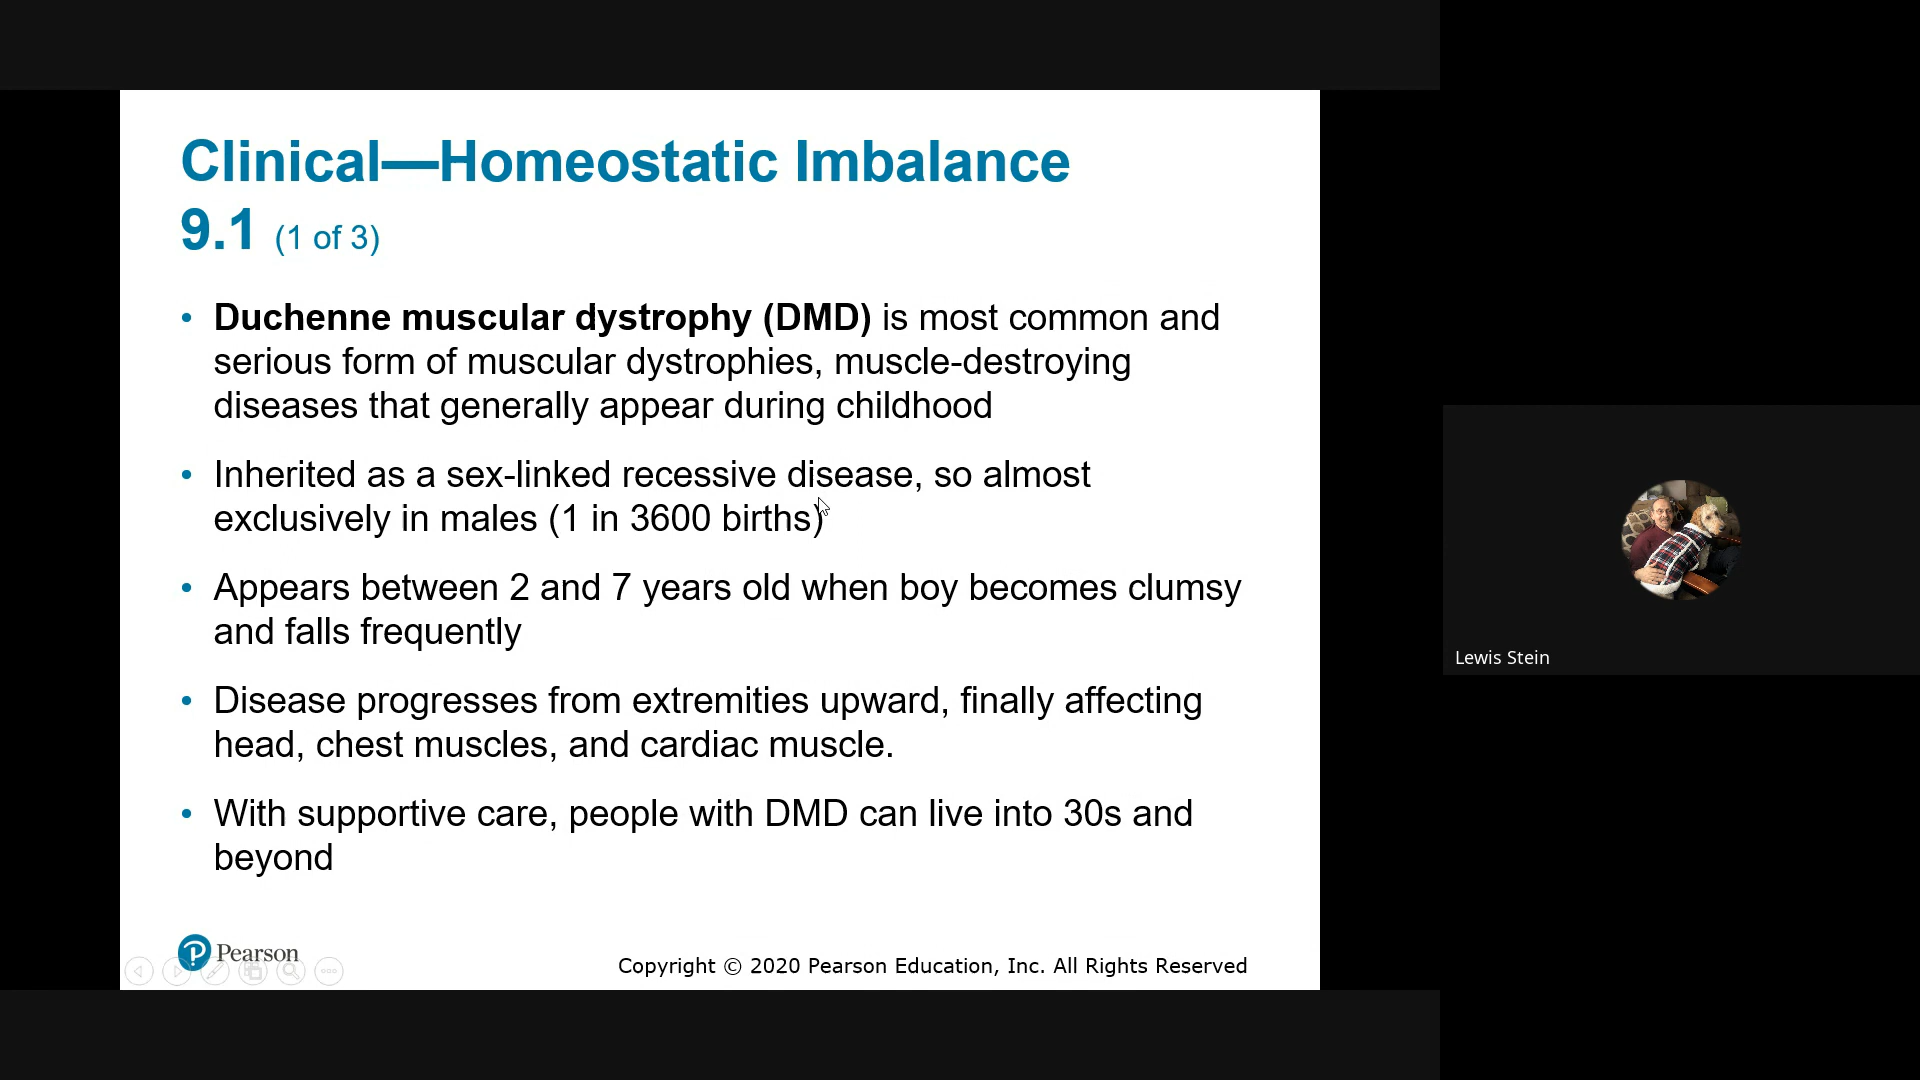 Clinical—Homeostatic Imbalance
9.1 (1 of 3)
• Duchenne muscular dystrophy (DMD) is most common and
serious form of muscular dystrophies, muscle-destroying
diseases that generally appear during childhood
• Inherited as a sex-linked recessive disease, so almost
exclusively in males (1 in 3600 births)
• Appears between 2 and 7 years old when boy becomes clumsy
and falls frequently
• Disease progresses from extremities upward, finally affecting
head, chest muscles, and cardiac muscle.
• With supportive care, people with DMD can live into 30s and
beyond
Pearson
Copyright © 2020 Pearson Education, Inc. All Rights Reserved
Lewis Stein